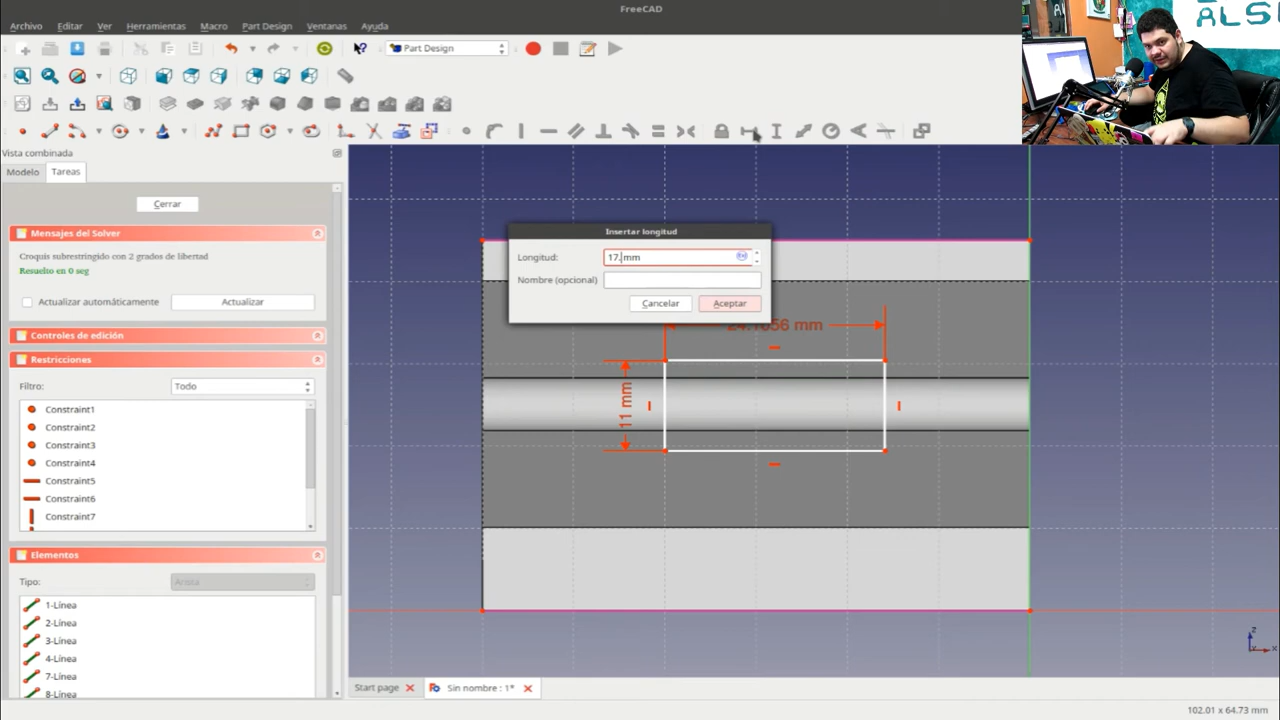 FreeCAD
Archivo Editar Ver Herramientas Macro Part Design Ventanas Ayuda
Part Design
ALS
Vista combinada
Modelo Tareas
Cerrar
Mensajes del Solver
Croquis subrestringido con 2 grados de libertad
Resuelto en 0 seg
Actualizar automáticamente Actualizar
Controles de edición
Restricciones
Filtro: Todo
Constraint1
Constraint2
Constraint3
Constraint4
Constraint5
Constraint6
Constraint7
Elementos
Tipo: Arista
1-Línea
2-Línea
3-Línea
4-Línea
7-Línea
8-Línea
Insertar longitud
Longitud: 17. mm
Nombre (opcional)
Cancelar Aceptar
24.1656 mm
11 mm
Start page Sin nombre : 1*
102.01 x 64.73 mm